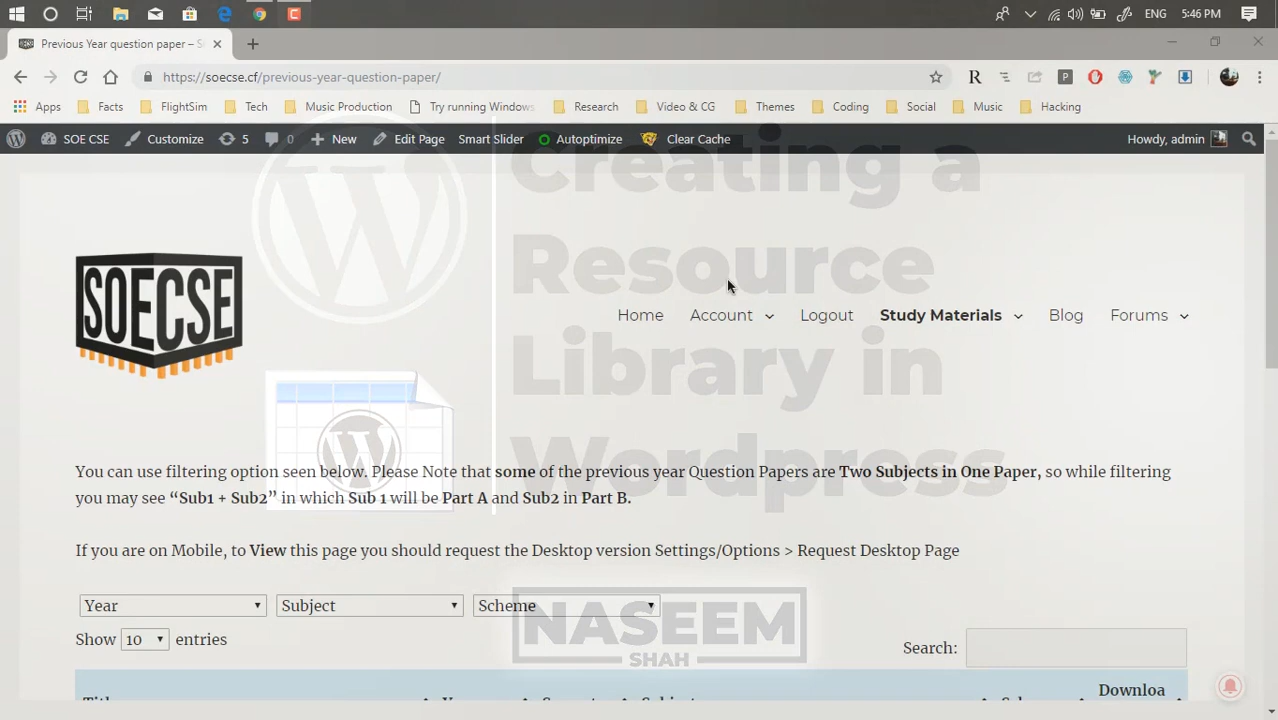 ENG 5:46 PM
Previous Year question paper – S
https://soecse.cf/previous-year-question-paper/
R P
Apps Facts FlightSim Tech Music Production Try running Windows Research Video & CG Themes Coding Social Music Hacking
SOE CSE Customize 5 0 New Edit Page Smart Slider Autoptimize Clear Cache Howdy, admin
Creating a
Resource
Library in
Wordpress
SOECSE
Home Account Logout Study Materials Blog Forums
You can use filtering option seen below. Please Note that some of the previous year Question Papers are Two Subjects in One Paper, so while filtering
you may see “Sub1 + Sub2” in which Sub 1 will be Part A and Sub2 in Part B.
If you are on Mobile, to View this page you should request the Desktop version Settings/Options > Request Desktop Page
Year Subject Scheme
NASEEM
SHAH
Show 10 entries
Search:
Downloa